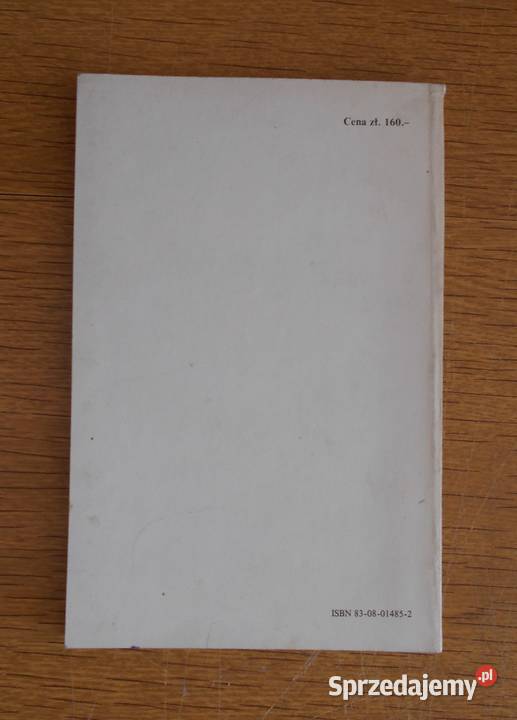 Cena zł. 160.–
ISBN 83-08-01485-2
Sprzedajemy.pl